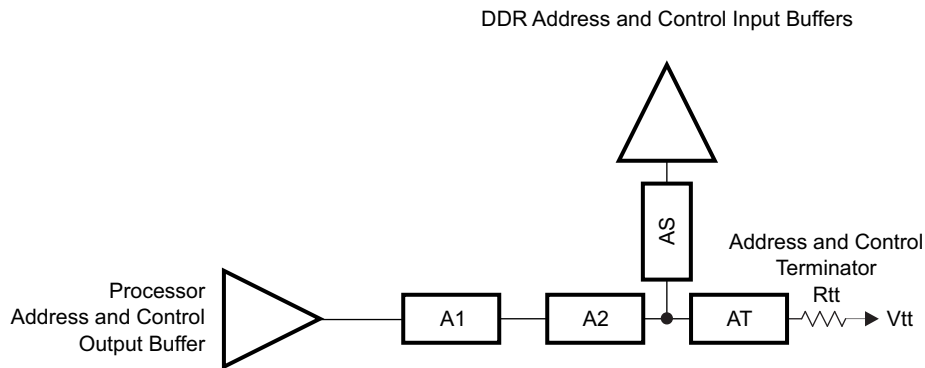 DDR Address and Control Input Buffers
AS
Processor
Address and Control
Output Buffer
A1
A2
AT
Address and Control
Terminator
Rtt
Vtt